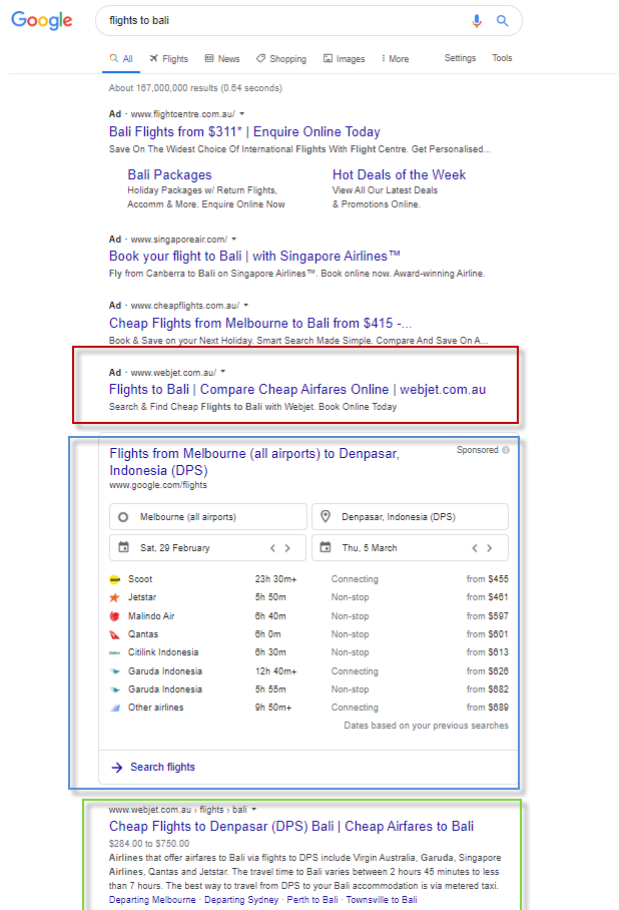 Google
flights to bali
All Flights News Shopping Images More Settings Tools
About 167,000,000 results (0.64 seconds)
Ad · www.flightcentre.com.au/
Bali Flights from $311* | Enquire Online Today
Save On The Widest Choice Of International Flights With Flight Centre. Get Personalised...
Bali Packages
Holiday Packages w/ Return Flights,
Accomm & More. Enquire Online Now
Hot Deals of the Week
View All Our Latest Deals
& Promotions Online.
Ad · www.singaporeair.com/
Book your flight to Bali | with Singapore Airlines™
Fly from Canberra to Bali on Singapore Airlines™. Book online now. Award-winning Airline.
Ad · www.cheapflights.com.au/
Cheap Flights from Melbourne to Bali from $415 -...
Book & Save on your Next Holiday. Smart Search Made Simple. Compare And Save On A...
Ad · www.webjet.com.au/
Flights to Bali | Compare Cheap Airfares Online | webjet.com.au
Search & Find Cheap Flights to Bali with Webjet. Book Online Today
Flights from Melbourne (all airports) to Denpasar,
Indonesia (DPS)
Sponsored
www.google.com/flights
Melbourne (all airports) Denpasar, Indonesia (DPS)
Sat, 29 February Thu, 5 March
Scoot 23h 30m+ Connecting from $455
Jetstar 5h 50m Non-stop from $461
Malindo Air 6h 40m Non-stop from $597
Qantas 6h 0m Non-stop from $601
Citilink Indonesia 6h 30m Non-stop from $613
Garuda Indonesia 12h 40m+ Connecting from $626
Garuda Indonesia 5h 55m Non-stop from $682
Other airlines 9h 50m+ Connecting from $689
Dates based on your previous searches
Search flights
www.webjet.com.au › flights › bali
Cheap Flights to Denpasar (DPS) Bali | Cheap Airfares to Bali
$284.00 to $750.00
Airlines that offer airfares to Bali via flights to DPS include Virgin Australia, Garuda, Singapore
Airlines, Qantas and Jetstar. The travel time to Bali varies between 2 hours 45 minutes to less
than 7 hours. The best way to travel from DPS to your Bali accommodation is via metered taxi.
Departing Melbourne · Departing Sydney · Perth to Bali · Townsville to Bali